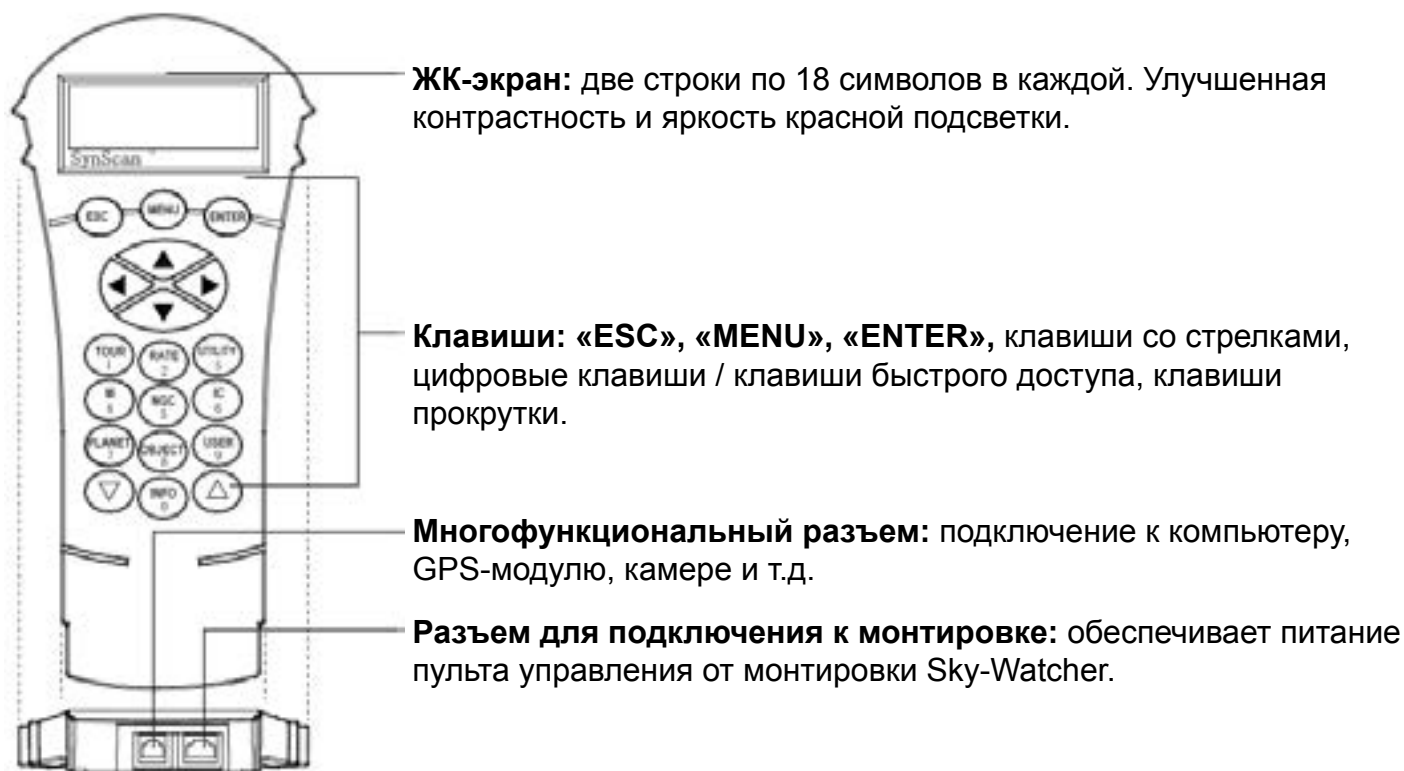 ЖК-экран: две строки по 18 символов в каждой. Улучшенная
контрастность и яркость красной подсветки.
SynScan
ESC MENU ENTER
Клавиши: «ESC», «MENU», «ENTER», клавиши со стрелками,
цифровые клавиши / клавиши быстрого доступа, клавиши
прокрутки.
TOUR RATE UTILITY
1 2
M NGC IC
5 6
PLANET OBJECT USER
7 8 9
INFO
0
Многофункциональный разъем: подключение к компьютеру,
GPS-модулю, камере и т.д.
Разъем для подключения к монтировке: обеспечивает питание
пульта управления от монтировки Sky-Watcher.